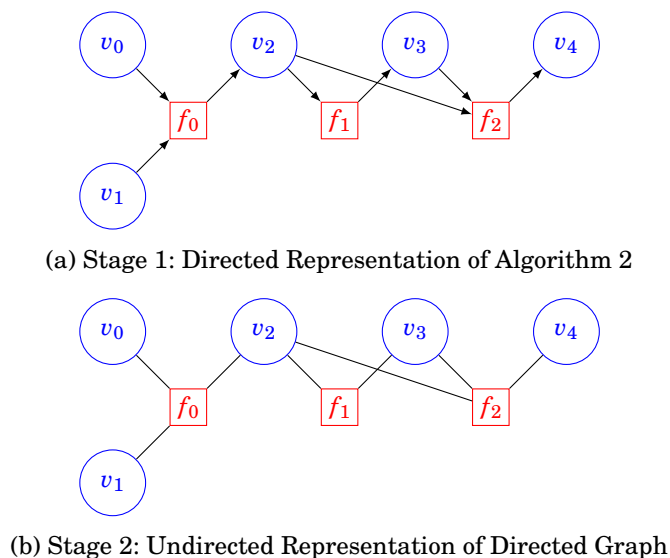 v₀ v₂ v₃ v₄
f₀ f₁ f₂
v₁
(a) Stage 1: Directed Representation of Algorithm 2
v₀ v₂ v₃ v₄
f₀ f₁ f₂
v₁
(b) Stage 2: Undirected Representation of Directed Graph